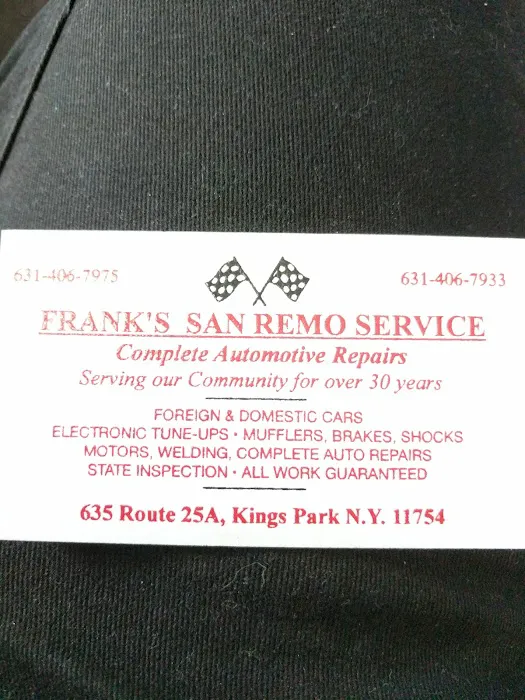 631-406-7975 631-406-7933
FRANK'S SAN REMO SERVICE
Complete Automotive Repairs
Serving our Community for over 30 years
FOREIGN & DOMESTIC CARS
ELECTRONIC TUNE-UPS • MUFFLERS, BRAKES, SHOCKS
MOTORS, WELDING, COMPLETE AUTO REPAIRS
STATE INSPECTION • ALL WORK GUARANTEED
635 Route 25A, Kings Park N.Y. 11754